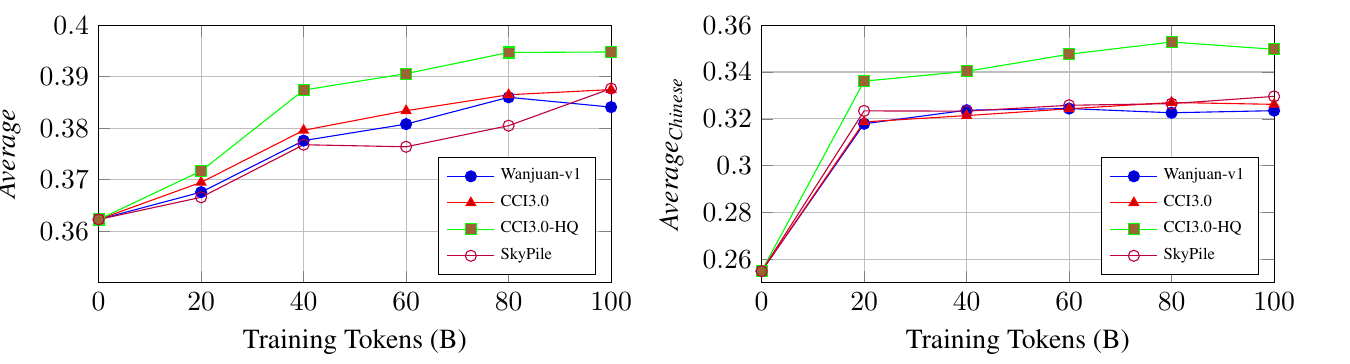 0.4
0.39
0.38
0.37
0.36
Average
0
20
40
60
80
100
Training Tokens (B)
Wanjuan-v1
CCI3.0
CCI3.0-HQ
SkyPile
0.36
0.34
0.32
0.3
0.28
0.26
Average_Chinese
0
20
40
60
80
100
Training Tokens (B)
Wanjuan-v1
CCI3.0
CCI3.0-HQ
SkyPile